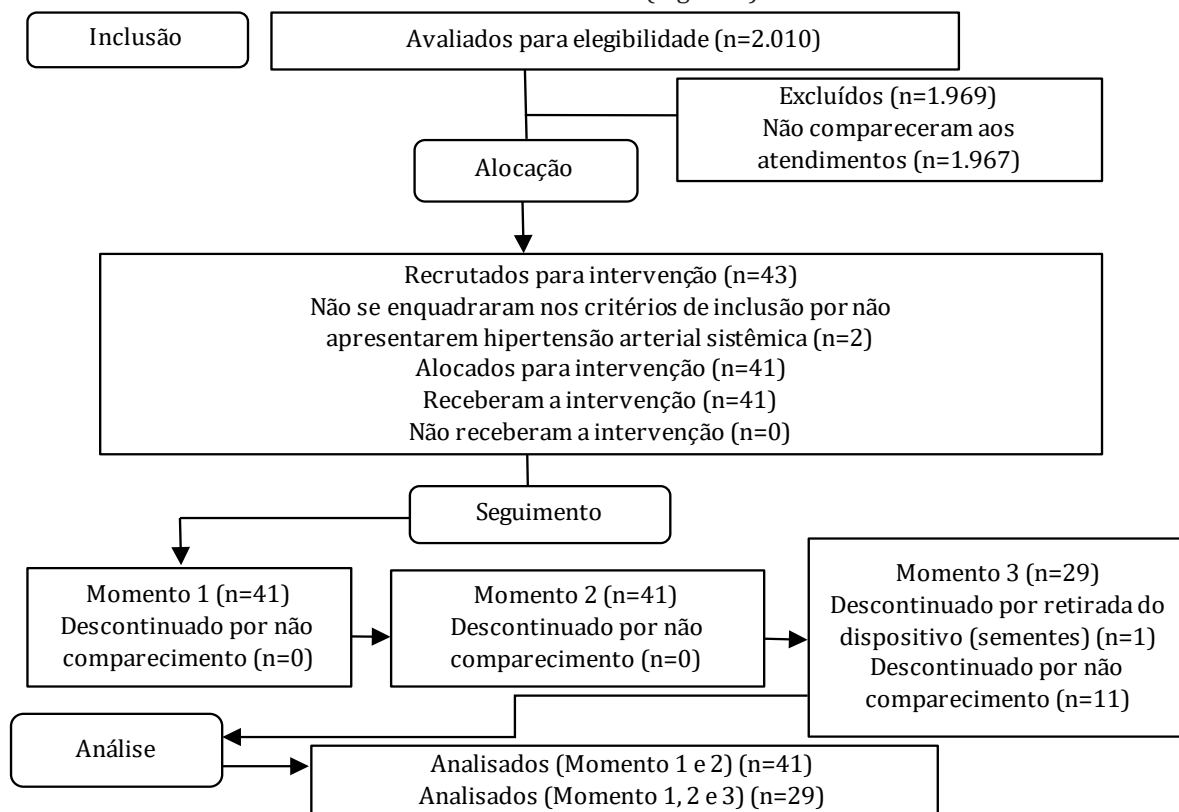 Inclusão
Avaliados para elegibilidade (n=2.010)
Excluídos (n=1.969)
Não compareceram aos
atendimentos (n=1.967)
Alocação
Recrutados para intervenção (n=43)
Não se enquadraram nos critérios de inclusão por não
apresentarem hipertensão arterial sistêmica (n=2)
Alocados para intervenção (n=41)
Receberam a intervenção (n=41)
Não receberam a intervenção (n=0)
Seguimento
Momento 1 (n=41)
Descontinuado por não
comparecimento (n=0)
Momento 2 (n=41)
Descontinuado por não
comparecimento (n=0)
Momento 3 (n=29)
Descontinuado por retirada do
dispositivo (sementes) (n=1)
Descontinuado por não
comparecimento (n=11)
Análise
Analisados (Momento 1 e 2) (n=41)
Analisados (Momento 1, 2 e 3) (n=29)